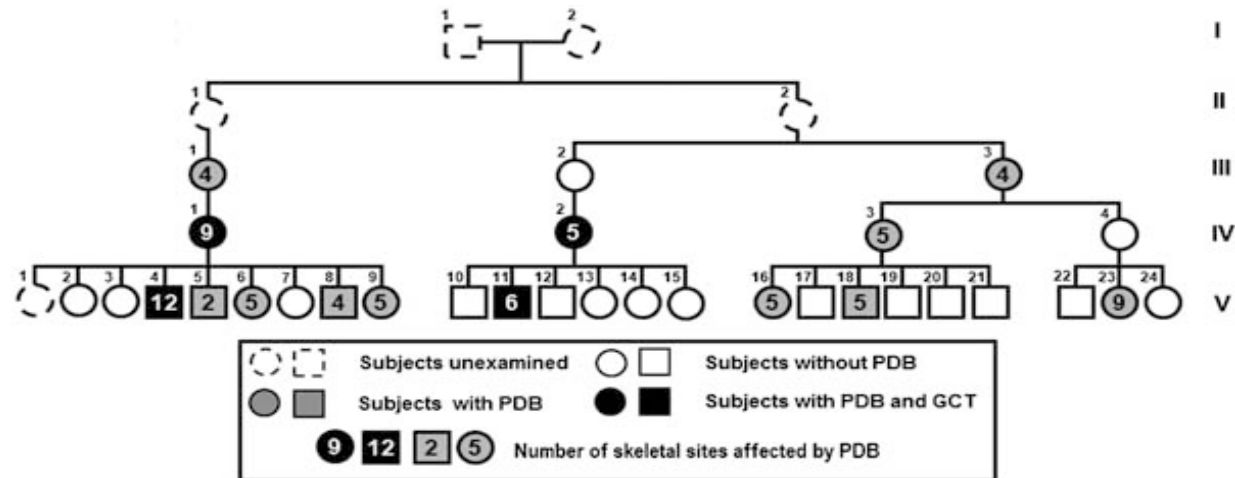 1 2 I
1 2 II
1 2 3 III
4 4
1 2 3 4 IV
9 5 5
1 2 3 4 5 6 7 8 9 10 11 12 13 14 15 16 17 18 19 20 21 22 23 24
12 2 5 4 5 6 5 5 9 V
Subjects unexamined Subjects without PDB
Subjects with PDB Subjects with PDB and GCT
9 12 2 5 Number of skeletal sites affected by PDB